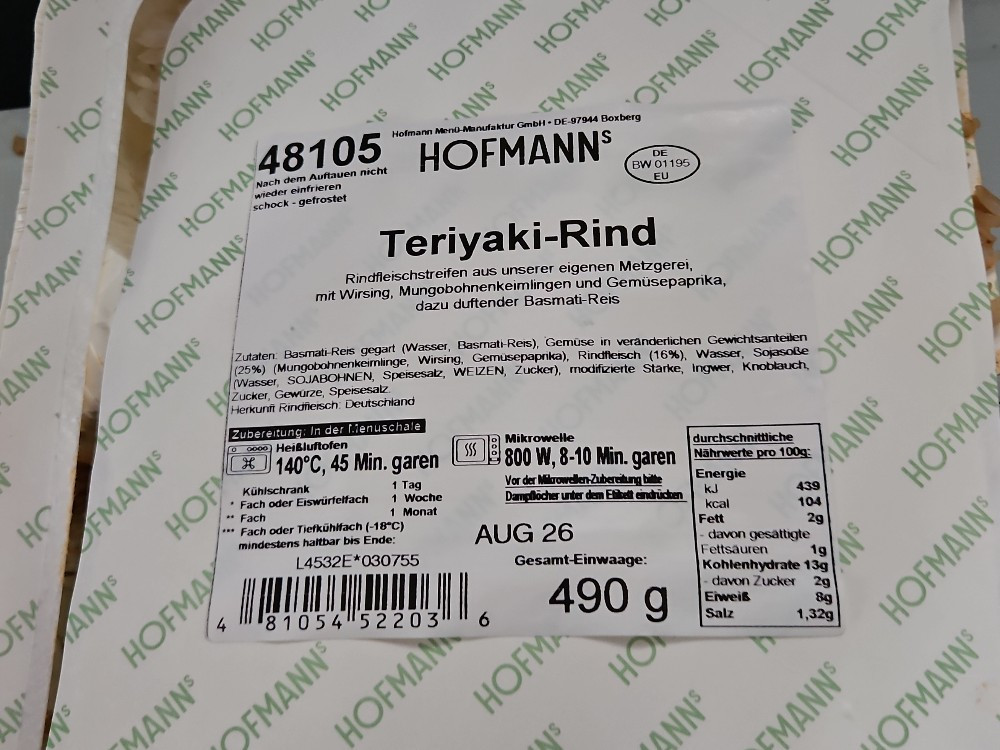 Hofmann Menü-Manufaktur GmbH • DE-97944 Boxberg
48105
HOFMANNS
DE
BW 01195
EU
Nach dem Auftauen nicht
wieder einfrieren
schock - gefrostet
Teriyaki-Rind
Rindfleischstreifen aus unserer eigenen Metzgerei,
mit Wirsing, Mungobohnenkeimlingen und Gemüsepaprika,
dazu duftender Basmati-Reis
Zutaten: Basmati-Reis gegart (Wasser, Basmati-Reis), Gemüse in veränderlichen Gewichtsanteilen
(25%) (Mungobohnenkeimlinge, Wirsing, Gemüsepaprika), Rindfleisch (16%), Wasser, Sojasoße
(Wasser, SOJABOHNEN, Speisesalz, WEIZEN, Zucker), modifizierte Stärke, Ingwer, Knoblauch,
Zucker, Gewürze, Speisesalz.
Herkunft Rindfleisch: Deutschland
Zubereitung: In der Menuschale
Heißluftofen
140°C, 45 Min. garen
Mikrowelle
800 W, 8-10 Min. garen
Vor der Mikrowellen-Zubereitung bitte
Dampflöcher unter dem Etikett eindrücken
Kühlschrank 1 Tag
* Fach oder Eiswürfelfach 1 Woche
** Fach 1 Monat
*** Fach oder Tiefkühlfach (-18°C)
mindestens haltbar bis Ende:
AUG 26
L4532E*030755
Gesamt-Einwaage:
490 g
4 81054 52203 6
durchschnittliche
Nährwerte pro 100g:
Energie
kJ 439
kcal 104
Fett 2g
- davon gesättigte
Fettsäuren 1g
Kohlenhydrate 13g
- davon Zucker 2g
Eiweiß 8g
Salz 1,32g